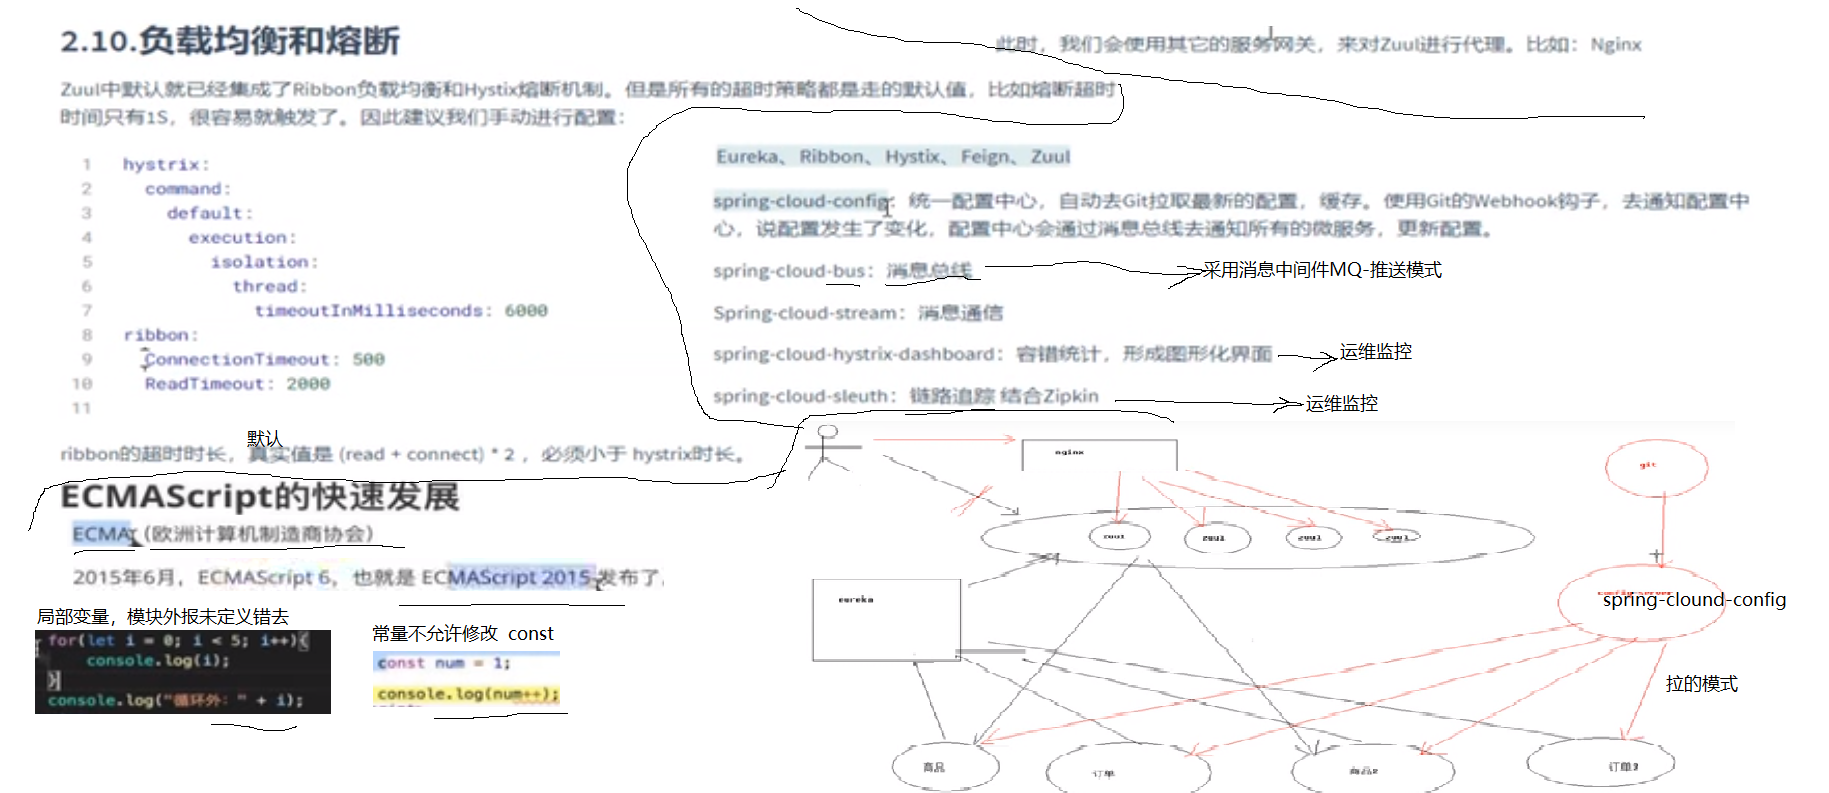 2.10.负载均衡和熔断
Zuul中默认就已经集成了Ribbon负载均衡和Hystix熔断机制。但是所有的超时策略都是走的默认值，比如熔断超时
时间只有1S，很容易就触发了。因此建议我们手动进行配置：
1 hystrix:
2 command:
3 default:
4 execution:
5 isolation:
6 thread:
7 timeoutInMilliseconds: 6000
8 ribbon:
9 ConnectionTimeout: 500
10 ReadTimeout: 2000
11
默认
ribbon的超时时长，真实值是 (read + connect) * 2 ，必须小于 hystrix时长。
此时，我们会使用其它的服务网关，来对Zuul进行代理。比如：Nginx
Eureka、Ribbon、Hystix、Feign、Zuul
spring-cloud-config：统一配置中心，自动去Git拉取最新的配置，缓存。使用Git的Webhook钩子，去通知配置中
心，说配置发生了变化，配置中心会通过消息总线去通知所有的微服务，更新配置。
spring-cloud-bus：消息总线
采用消息中间件MQ-推送模式
Spring-cloud-stream：消息通信
spring-cloud-hystrix-dashboard：容错统计，形成图形化界面
运维监控
spring-cloud-sleuth：链路追踪 结合Zipkin
运维监控
ECMAScript的快速发展
ECMA（欧洲计算机制造商协会）
2015年6月，ECMAScript 6，也就是 ECMAScript 2015 发布了.
局部变量，模块外报未定义错去
for(let i = 0; i < 5; i++){
console.log(i);
}
console.log("循环外：" + i);
常量不允许修改 const
const num = 1;
console.log(num++);
nginx
git
zuul
zuul
zuul
zuul
eureka
config-server
spring-clound-config
拉的模式
商品
订单
商品2
订单2